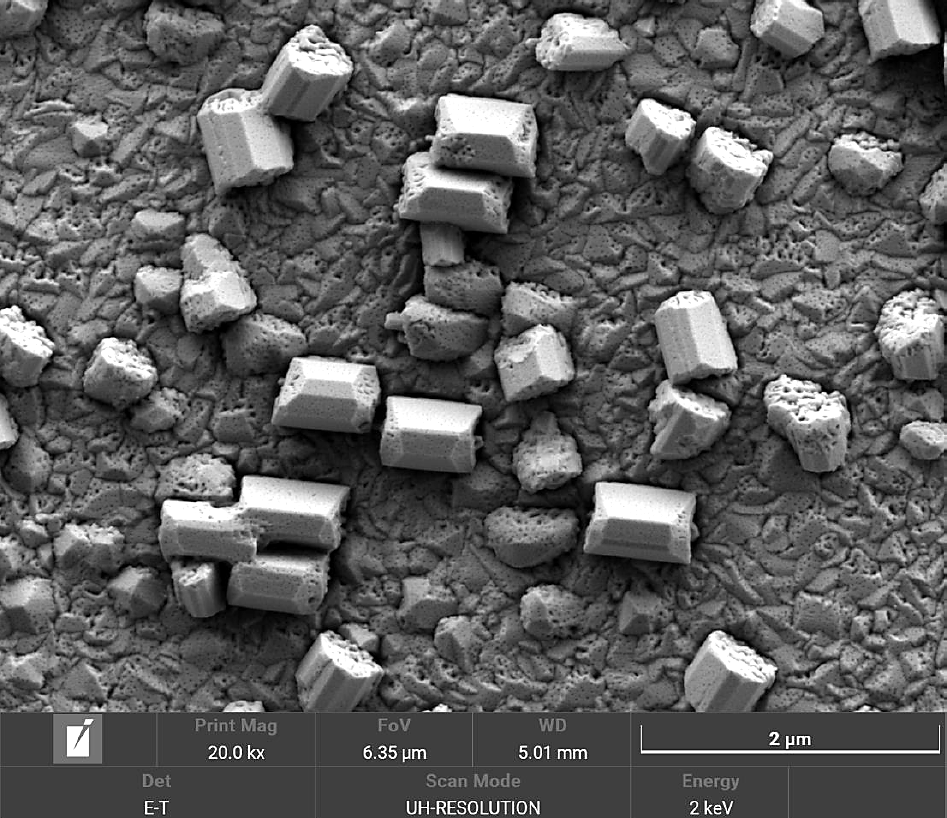 Print Mag
FoV
WD
20.0 kx
6.35 μm
5.01 mm
2 μm
Det
Scan Mode
Energy
E-T
UH-RESOLUTION
2 keV